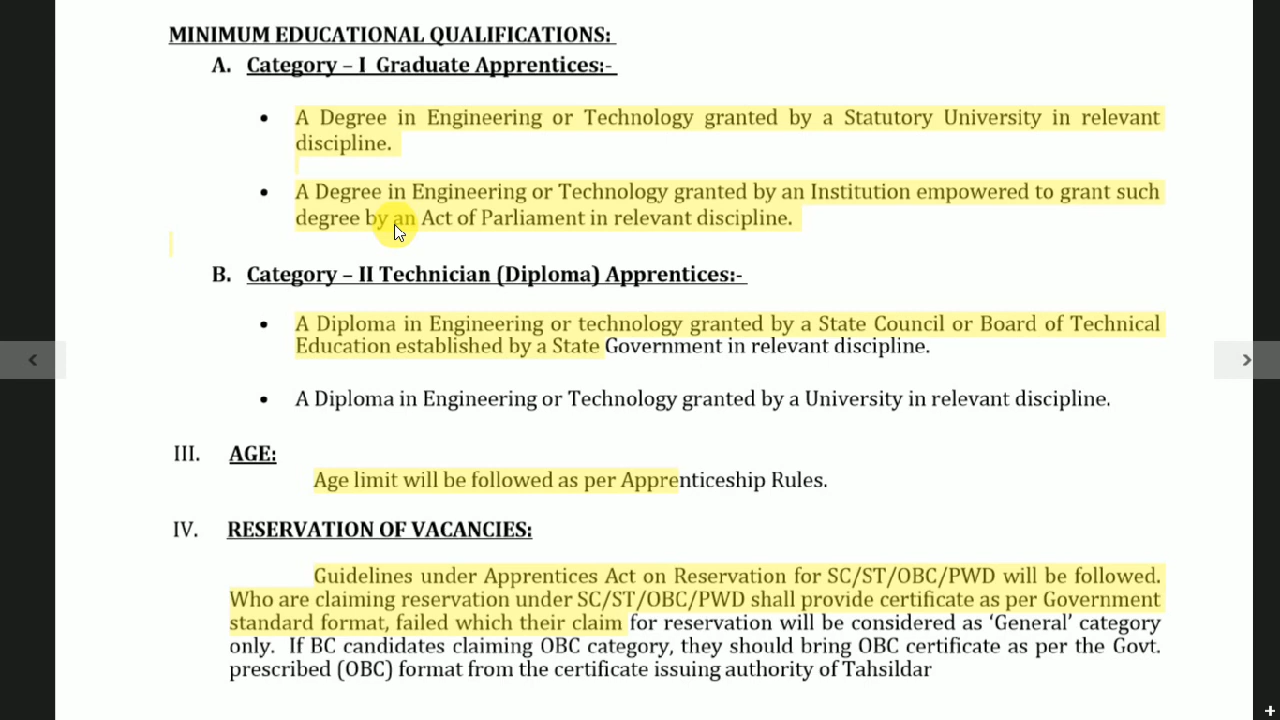 MINIMUM EDUCATIONAL QUALIFICATIONS:
A. Category – I Graduate Apprentices:-
• A Degree in Engineering or Technology granted by a Statutory University in relevant
discipline.
• A Degree in Engineering or Technology granted by an Institution empowered to grant such
degree by an Act of Parliament in relevant discipline.
B. Category – II Technician (Diploma) Apprentices:-
• A Diploma in Engineering or technology granted by a State Council or Board of Technical
Education established by a State Government in relevant discipline.
• A Diploma in Engineering or Technology granted by a University in relevant discipline.
III. AGE:
Age limit will be followed as per Apprenticeship Rules.
IV. RESERVATION OF VACANCIES:
Guidelines under Apprentices Act on Reservation for SC/ST/OBC/PWD will be followed.
Who are claiming reservation under SC/ST/OBC/PWD shall provide certificate as per Government
standard format, failed which their claim for reservation will be considered as ‘General’ category
only. If BC candidates claiming OBC category, they should bring OBC certificate as per the Govt.
prescribed (OBC) format from the certificate issuing authority of Tahsildar